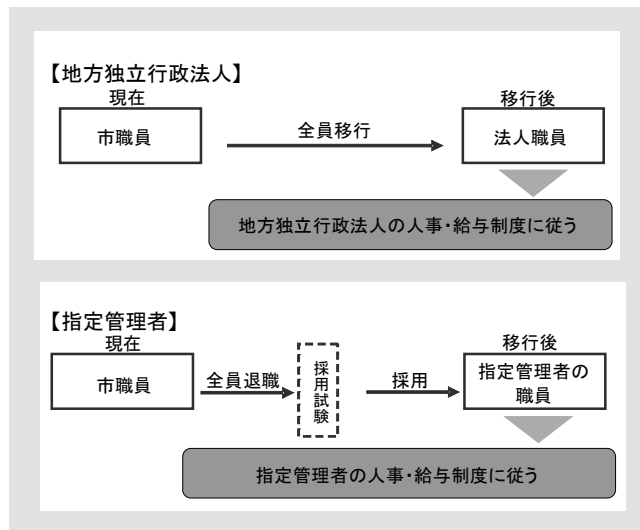 【地方独立行政法人】
現在
移行後
市職員
全員移行
法人職員
地方独立行政法人の人事・給与制度に従う
【指定管理者】
現在
移行後
市職員
全員退職
採用試験
採用
指定管理者の
職員
指定管理者の人事・給与制度に従う